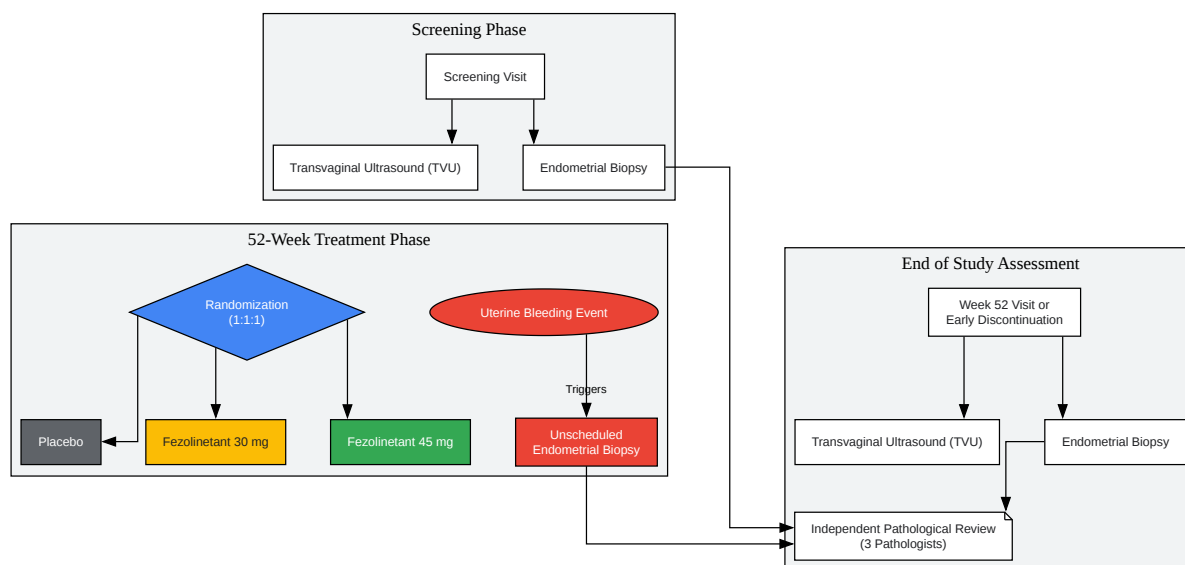 Screening Phase
Screening Visit
Transvaginal Ultrasound (TVU)
Endometrial Biopsy
52-Week Treatment Phase
Randomization
(1:1:1)
Uterine Bleeding Event
Triggers
Placebo
Fezolinetant 30 mg
Fezolinetant 45 mg
Unscheduled
Endometrial Biopsy
End of Study Assessment
Week 52 Visit or
Early Discontinuation
Transvaginal Ultrasound (TVU)
Endometrial Biopsy
Independent Pathological Review
(3 Pathologists)